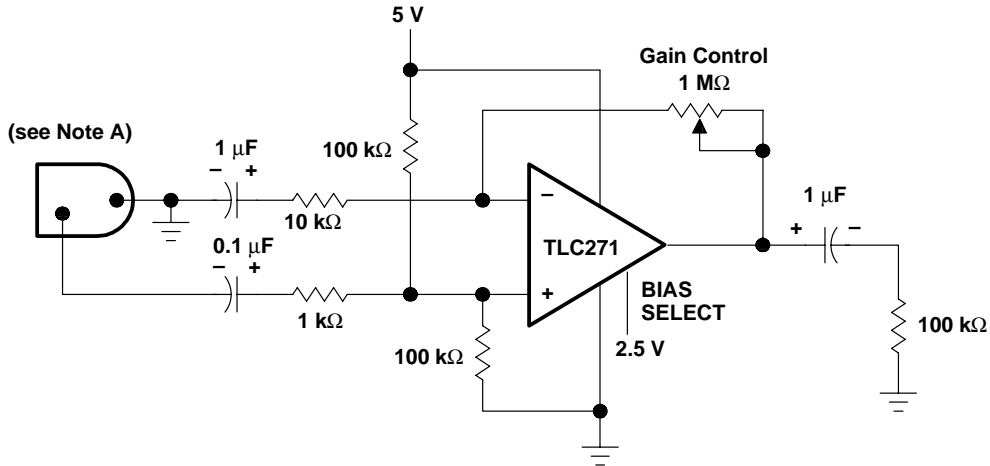 5 V
Gain Control
1 MΩ
(see Note A)
1 μF
100 kΩ
− +
1 μF
−
10 kΩ
+ −
0.1 μF
TLC271
− +
+
BIAS
SELECT
1 kΩ
100 kΩ
2.5 V
100 kΩ